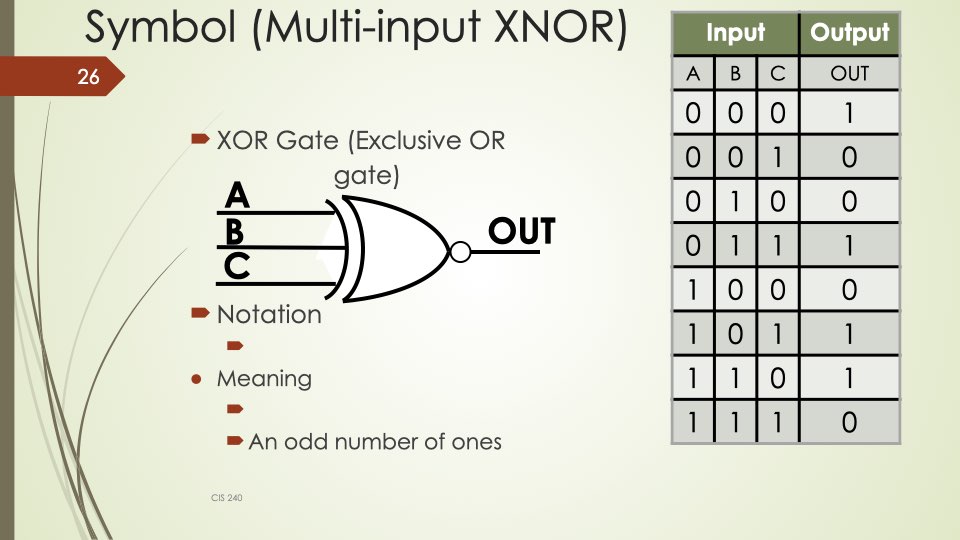 Symbol (Multi-input XNOR)
26
XOR Gate (Exclusive OR
gate)
A
B
C
OUT
Notation
Meaning
An odd number of ones
CIS 240
Input Output
A B C OUT
0 0 0 1
0 0 1 0
0 1 0 0
0 1 1 1
1 0 0 0
1 0 1 1
1 1 0 1
1 1 1 0